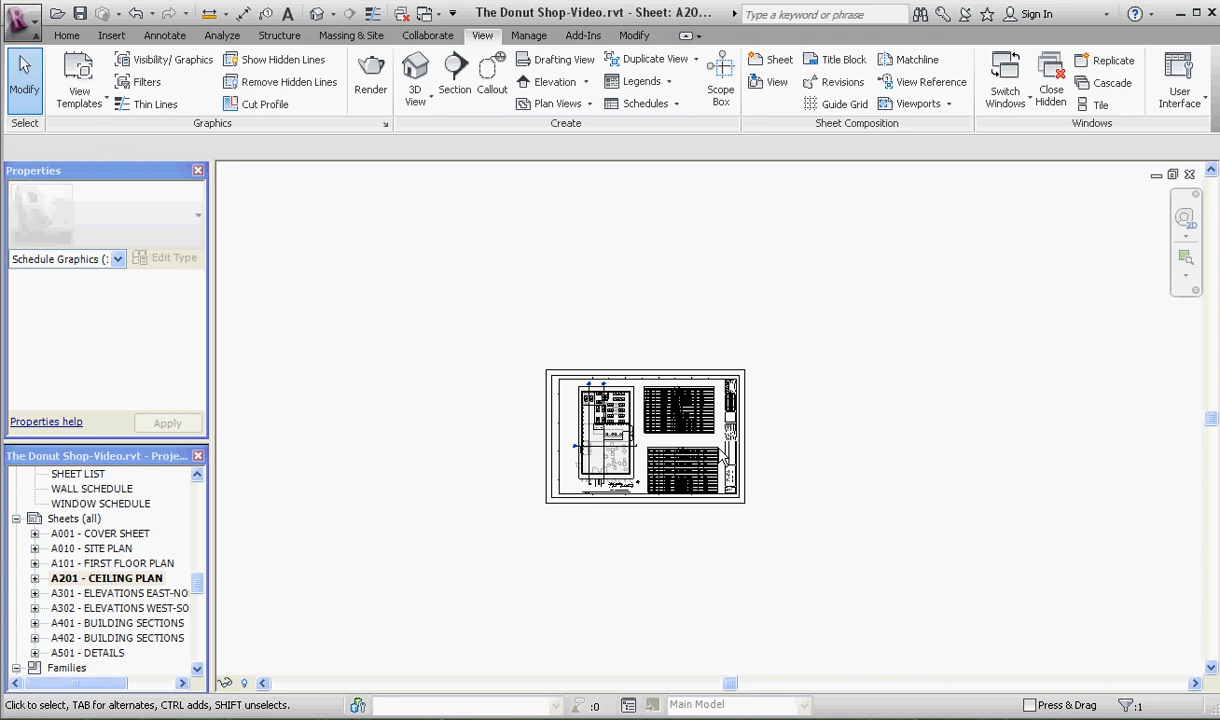 The Donut Shop-Video.rvt - Sheet: A20...
Type a keyword or phrase
Sign In
Home Insert Annotate Analyze Structure Massing & Site Collaborate View Manage Add-Ins Modify
Modify
View Templates
Visibility/ Graphics
Filters
Thin Lines
Show Hidden Lines
Remove Hidden Lines
Cut Profile
Render
3D View
Section
Callout
Drafting View
Elevation
Plan Views
Duplicate View
Legends
Schedules
Scope Box
Sheet
View
Title Block
Revisions
Guide Grid
Matchline
View Reference
Viewports
Switch Windows
Close Hidden
Replicate
Cascade
Tile
User Interface
Select Graphics Create Sheet Composition Windows
Properties
Schedule Graphics (:
Edit Type
Properties help
Apply
2D
The Donut Shop-Video.rvt - Proje...
SHEET LIST
WALL SCHEDULE
WINDOW SCHEDULE
Sheets (all)
A001 - COVER SHEET
A010 - SITE PLAN
A101 - FIRST FLOOR PLAN
A201 - CEILING PLAN
A301 - ELEVATIONS EAST-NO
A302 - ELEVATIONS WEST-SO
A401 - BUILDING SECTIONS
A402 - BUILDING SECTIONS
A501 - DETAILS
Families
Click to select, TAB for alternates, CTRL adds, SHIFT unselects.
:0
Main Model
Press & Drag
:1